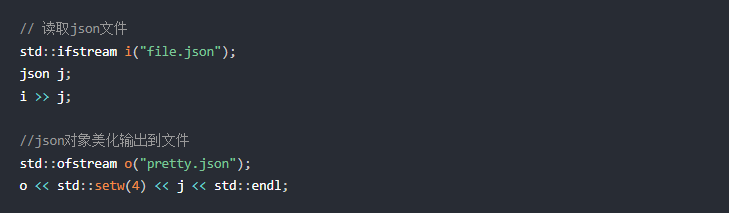 // 读取json文件
std::ifstream i("file.json");
json j;
i >> j;
//json对象美化输出到文件
std::ofstream o("pretty.json");
o << std::setw(4) << j << std::endl;